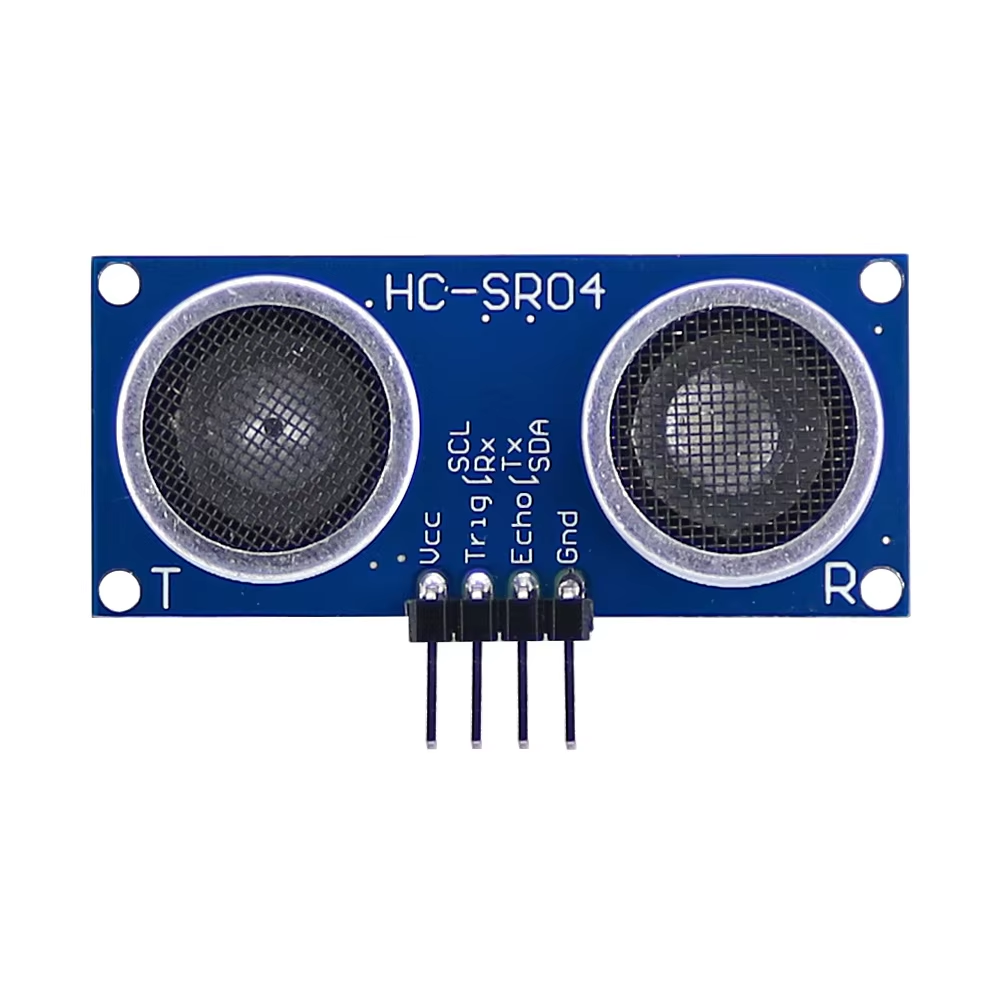 HC-SR04
Vcc
Trig(Rx
SCL
Echo(Tx
SDA
Gnd
T
R